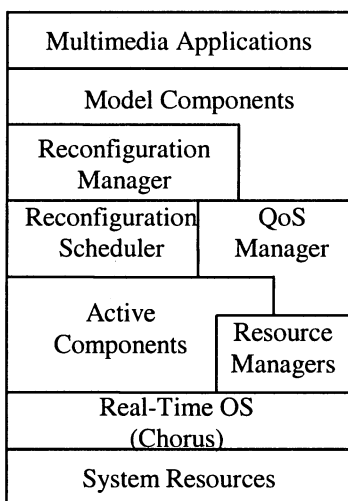 Multimedia Applications
Model Components
Reconfiguration
Manager
Reconfiguration
Scheduler
QoS
Manager
Active
Components
Resource
Managers
Real-Time OS
(Chorus)
System Resources